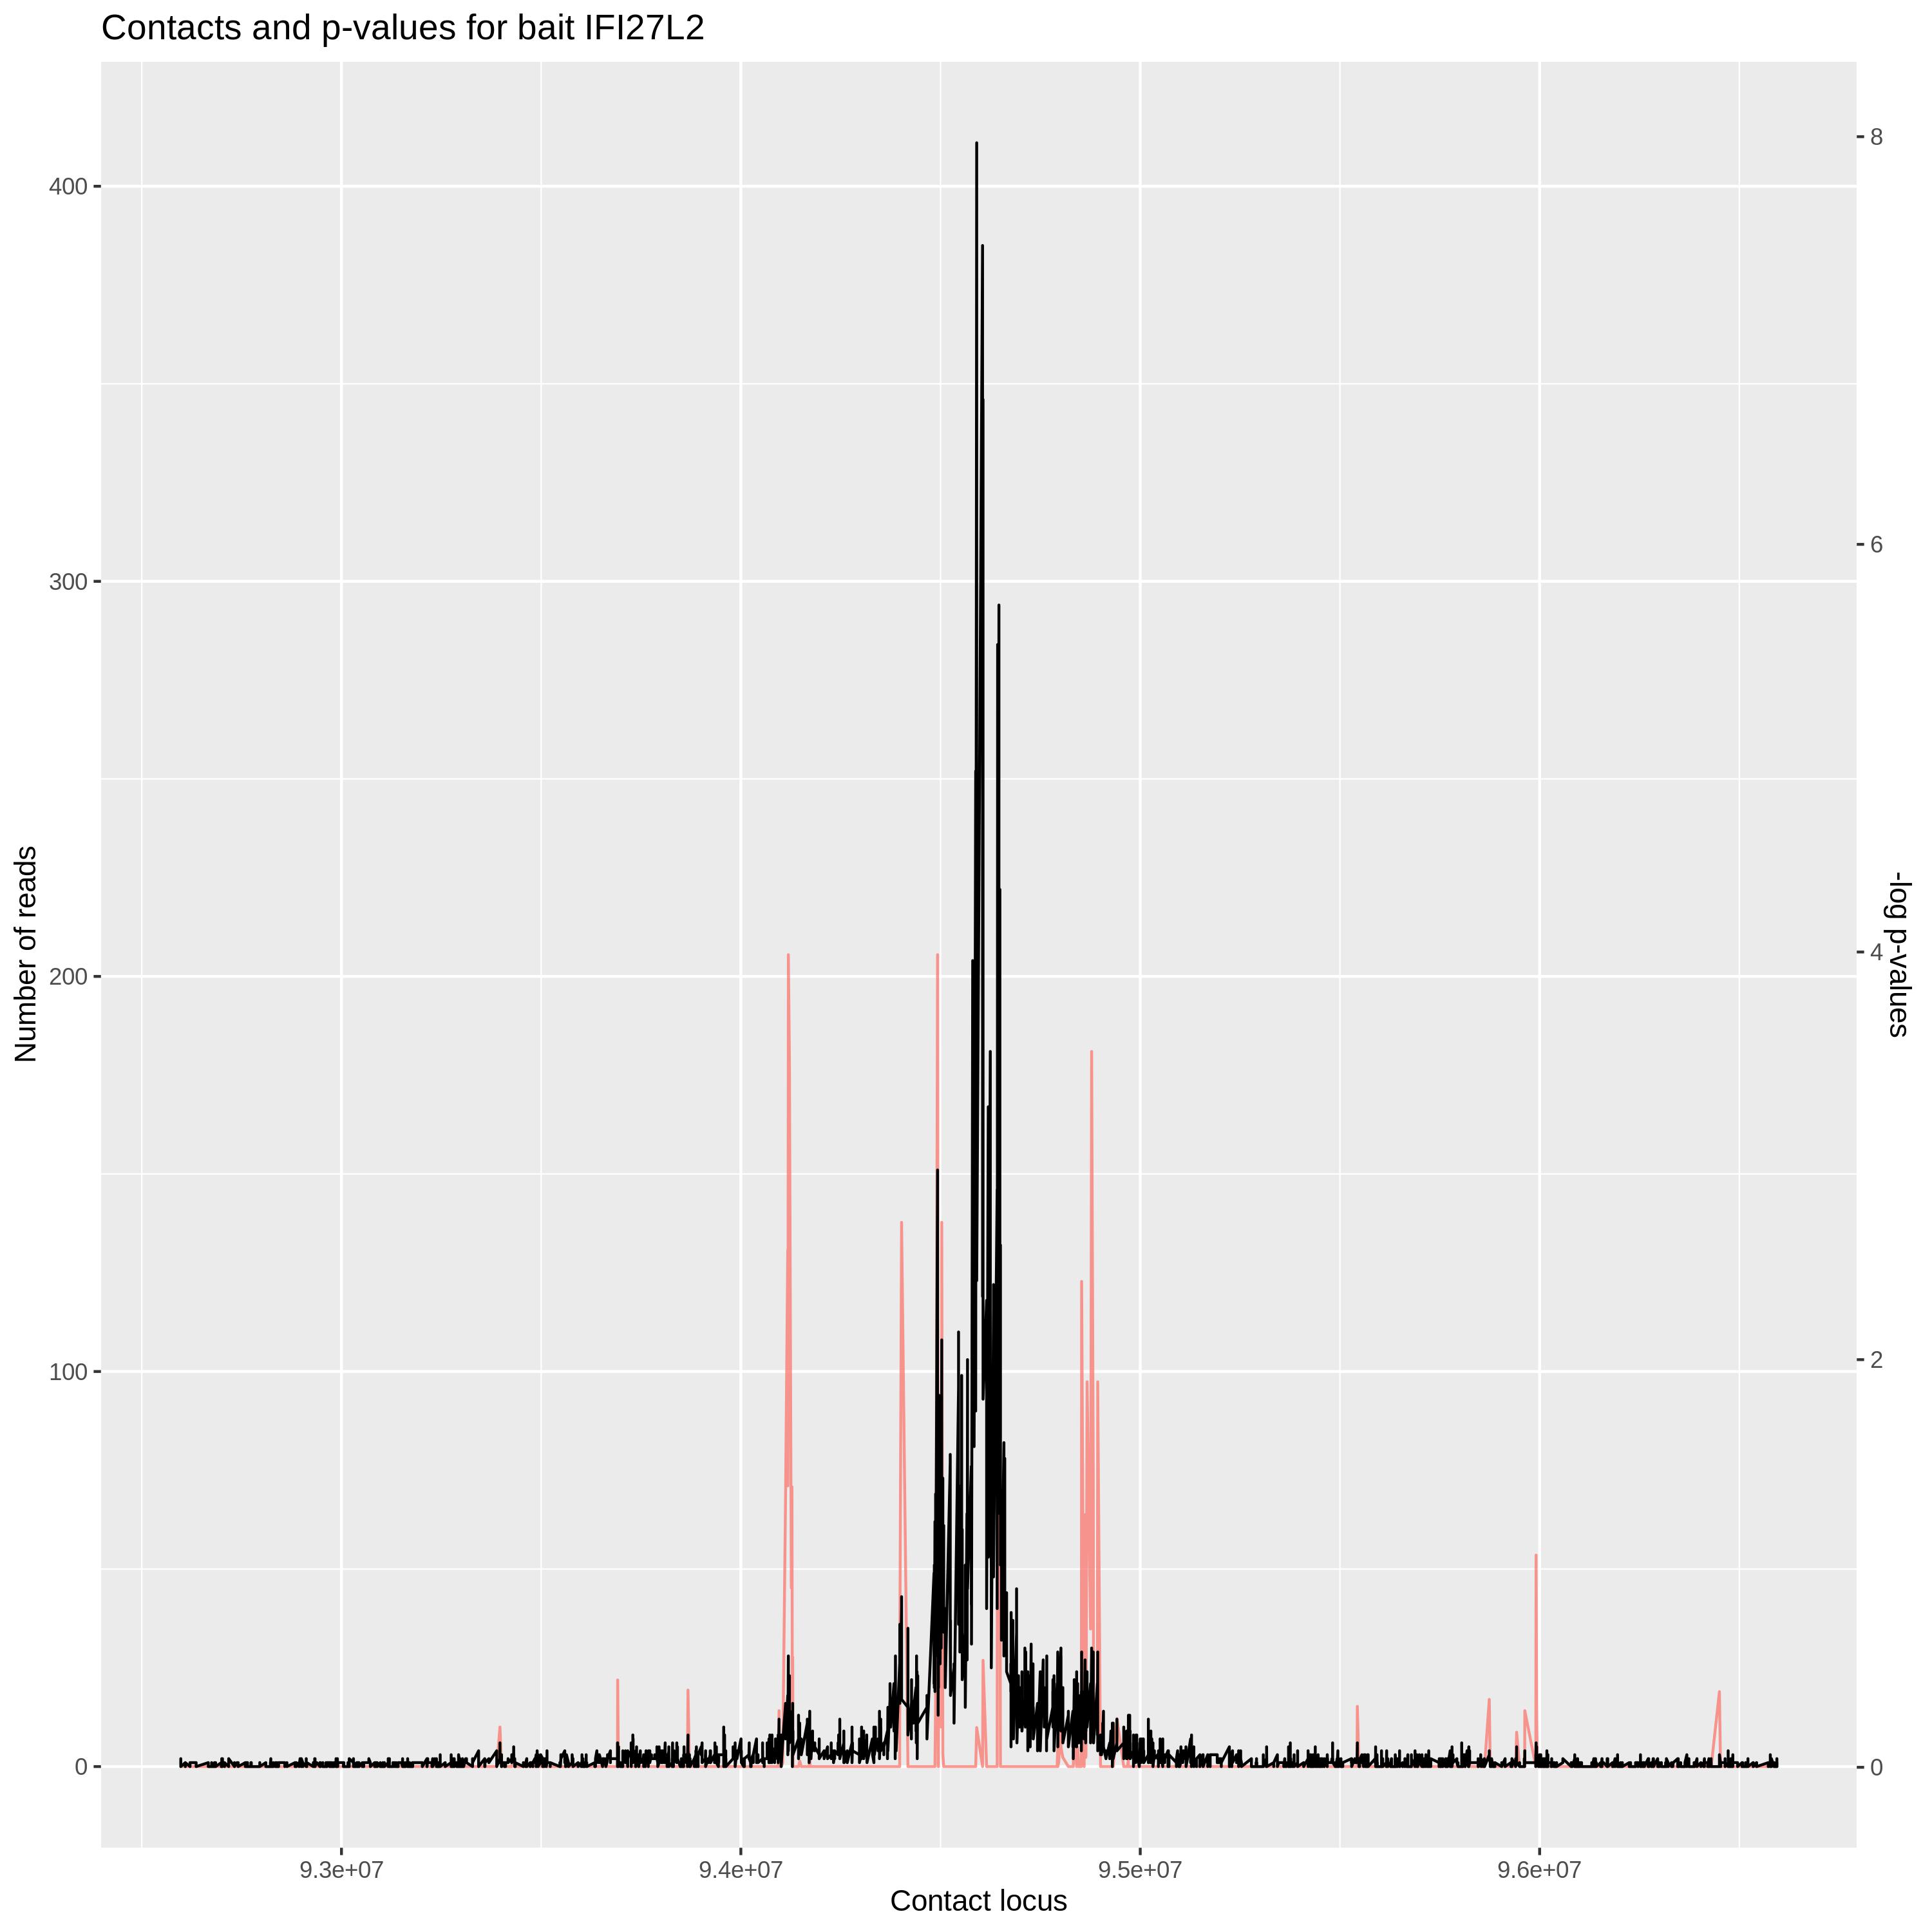 Contacts and p-values for bait IFI27L2
Number of reads
400
300
200
100
0
8
6
4
2
0
-log p-values
9.3e+07
9.4e+07
9.5e+07
9.6e+07
Contact locus